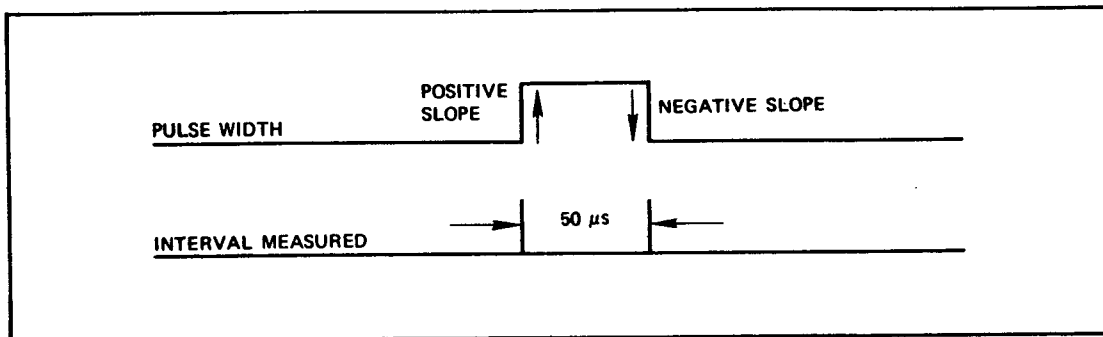 POSITIVE
SLOPE
NEGATIVE SLOPE
PULSE WIDTH
50 μs
INTERVAL MEASURED